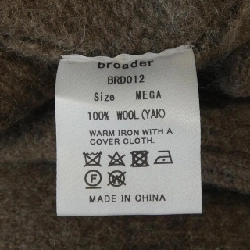 broader
BRD012
Size MEGA
100% WOOL(YAK)
WARM IRON WITH A
COVER CLOTH.
F W
MADE IN CHINA